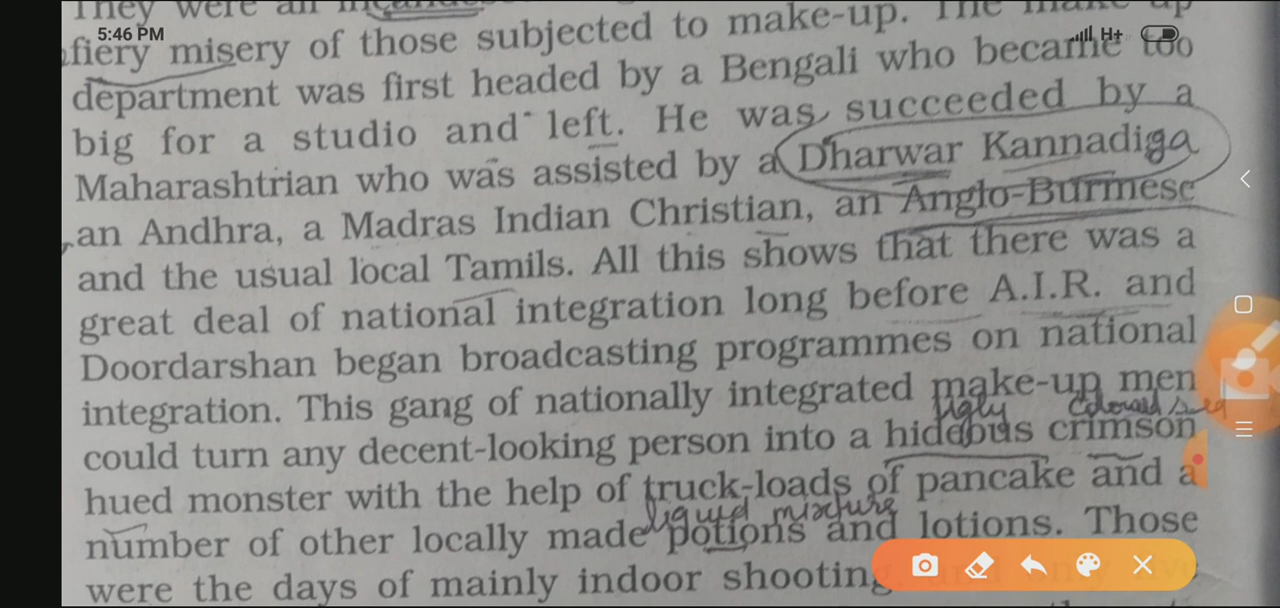 They were all
5:46 PM
H+
fiery misery of those subjected to make-up. The make up
department was first headed by a Bengali who became too
big for a studio and left. He was succeeded by a
Maharashtrian who was assisted by a Dharwar Kannadiga
an Andhra, a Madras Indian Christian, an Anglo-Burmese
and the usual local Tamils. All this shows that there was a
great deal of national integration long before A.I.R. and
Doordarshan began broadcasting programmes on national
integration. This gang of nationally integrated make-up men
ugly
could turn any decent-looking person into a hideous crimson
hued monster with the help of truck-loads of pancake and a
liquid mixture
number of other locally made potions and lotions. Those
were the days of mainly indoor shooting